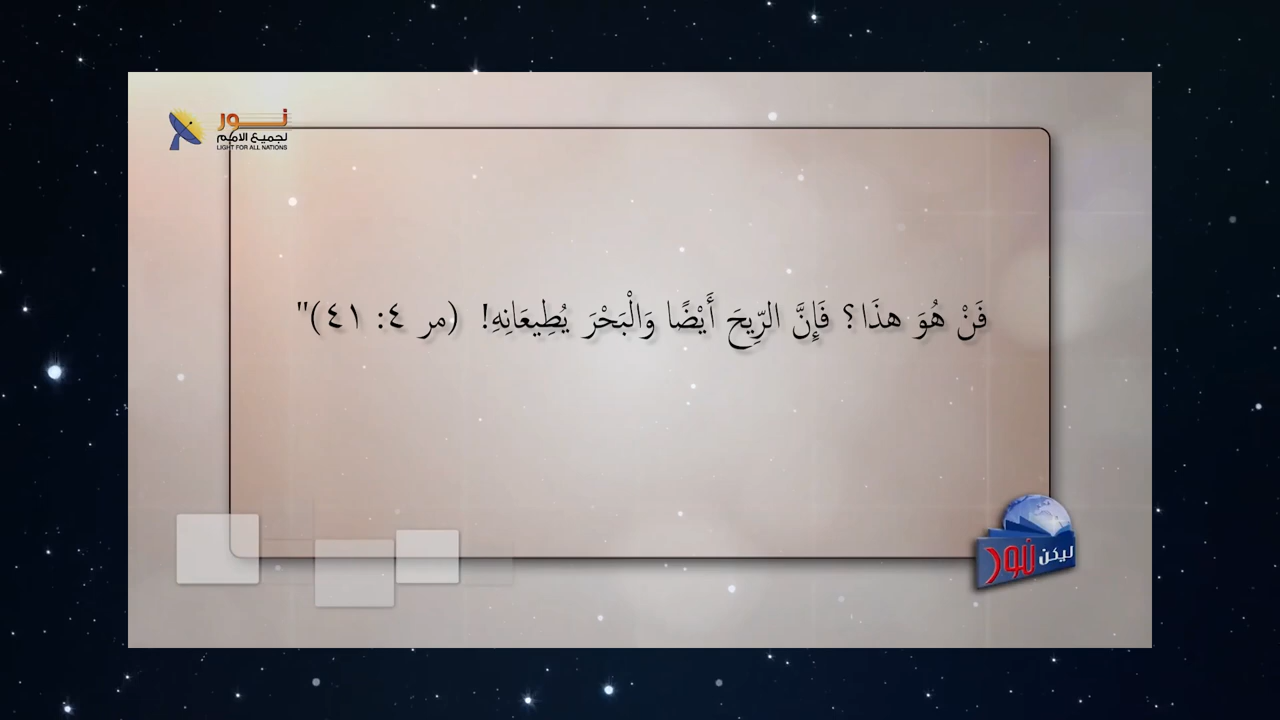 نور
لجميع الامم
LIGHT FOR ALL NATIONS
فَنْ هُوَ هذَا؟ فَإِنَّ الرِّيحَ أَيْضًا وَالْبَحْرَ يُطِيعَانِهِ! (مر ٤: ٤١)"
ليكن نور